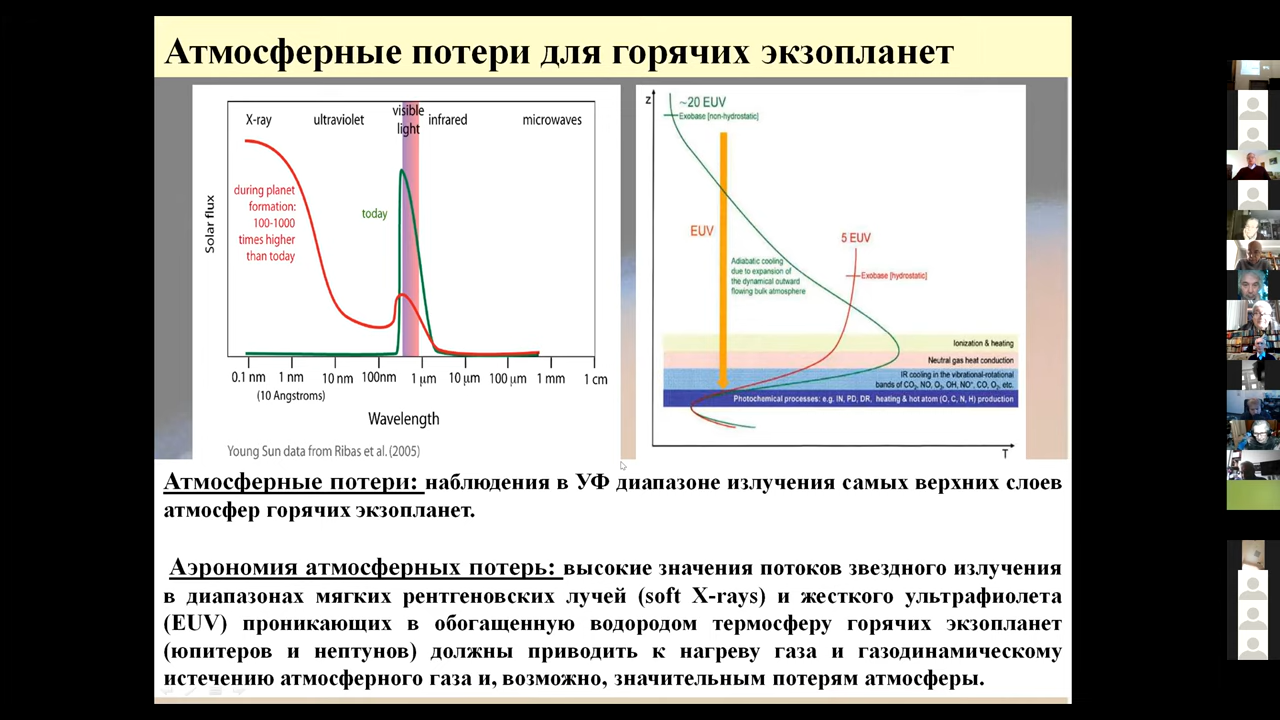 Атмосферные потери для горячих экзопланет
X-ray
ultraviolet
visible
light
infrared
microwaves
during planet
formation:
100-1000
times higher
than today
today
Solar flux
0.1 nm
1 nm
10 nm
100nm
1 µm
10 µm
100 µm
1 mm
1 cm
(10 Angstroms)
Wavelength
Young Sun data from Ribas et al. (2005)
z
~20 EUV
Exobase [non-hydrostatic]
EUV
5 EUV
Exobase [hydrostatic]
Adiabatic cooling
due to expansion of
the dynamical outward
flowing bulk atmosphere
Ionization & heating
Neutral gas heat conduction
IR cooling in the vibrational-rotational
bands of CO₂, NO, O₃, OH, NO⁺, CO, O₂, etc.
Photochemical processes: e.g. IN, PD, DR, heating & hot atom (O, C, N, H) production
T
Атмосферные потери: наблюдения в УФ диапазоне излучения самых верхних слоев
атмосфер горячих экзопланет.
Аэрономия атмосферных потерь: высокие значения потоков звездного излучения
в диапазонах мягких рентгеновских лучей (soft X-rays) и жесткого ультрафиолета
(EUV) проникающих в обогащенную водородом термосферу горячих экзопланет
(юпитеров и нептунов) должны приводить к нагреву газа и газодинамическому
истечению атмосферного газа и, возможно, значительным потерям атмосферы.